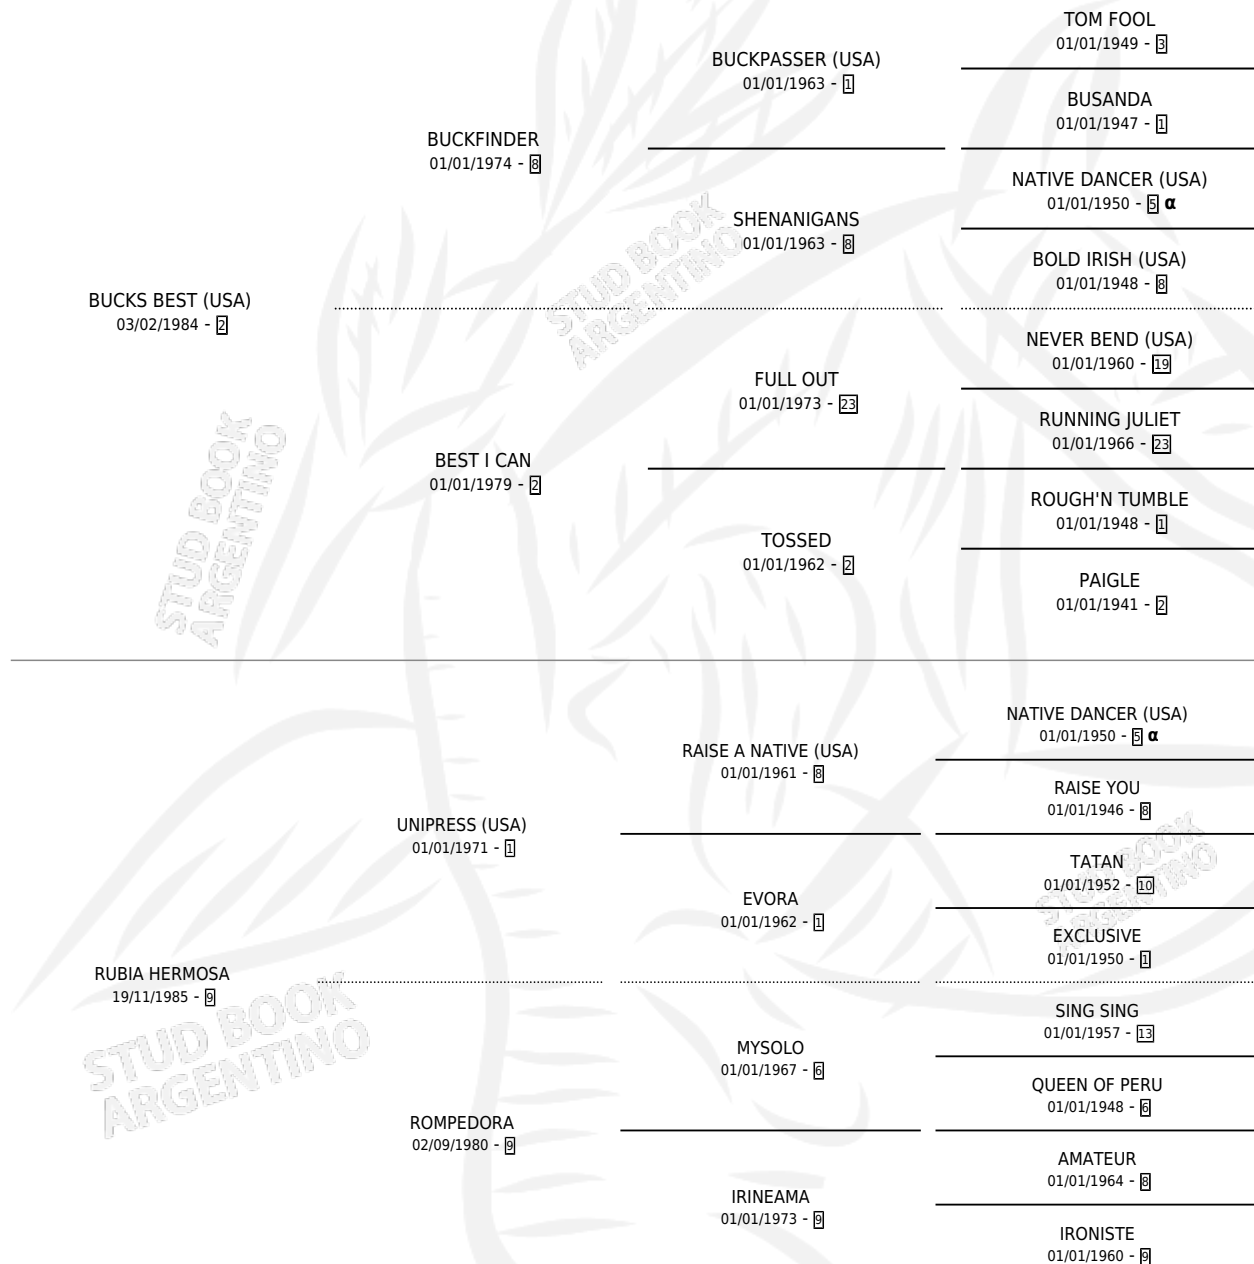 TOM FOOL
01/01/1949 - 3
BUCKPASSER (USA)
01/01/1963 - 1
BUSANDA
01/01/1947 - 1
BUCKFINDER
01/01/1974 - 8
NATIVE DANCER (USA)
01/01/1950 - 5 α
SHENANIGANS
01/01/1963 - 8
BOLD IRISH (USA)
01/01/1948 - 8
BUCKS BEST (USA)
03/02/1984 - 2
STUD BOOK
ARGENTINO
NEVER BEND (USA)
01/01/1960 - 19
FULL OUT
01/01/1973 - 23
RUNNING JULIET
01/01/1966 - 23
BEST I CAN
01/01/1979 - 2
ROUGH'N TUMBLE
01/01/1948 - 1
TOSSED
01/01/1962 - 2
PAIGLE
01/01/1941 - 2
STUD BOOK
ARGENTINO
NATIVE DANCER (USA)
01/01/1950 - 5 α
RAISE A NATIVE (USA)
01/01/1961 - 8
RAISE YOU
01/01/1946 - 8
UNIPRESS (USA)
01/01/1971 - 1
TATAN
01/01/1952 - 10
EVORA
01/01/1962 - 1
EXCLUSIVE
01/01/1950 - 1
STUD BOOK
ARGENTINO
RUBIA HERMOSA
19/11/1985 - 9
STUD BOOK
ARGENTINO
SING SING
01/01/1957 - 13
MYSOLO
01/01/1967 - 6
QUEEN OF PERU
01/01/1948 - 6
ROMPEDORA
02/09/1980 - 9
AMATEUR
01/01/1964 - 8
IRINEAMA
01/01/1973 - 9
IRONISTE
01/01/1960 - 9